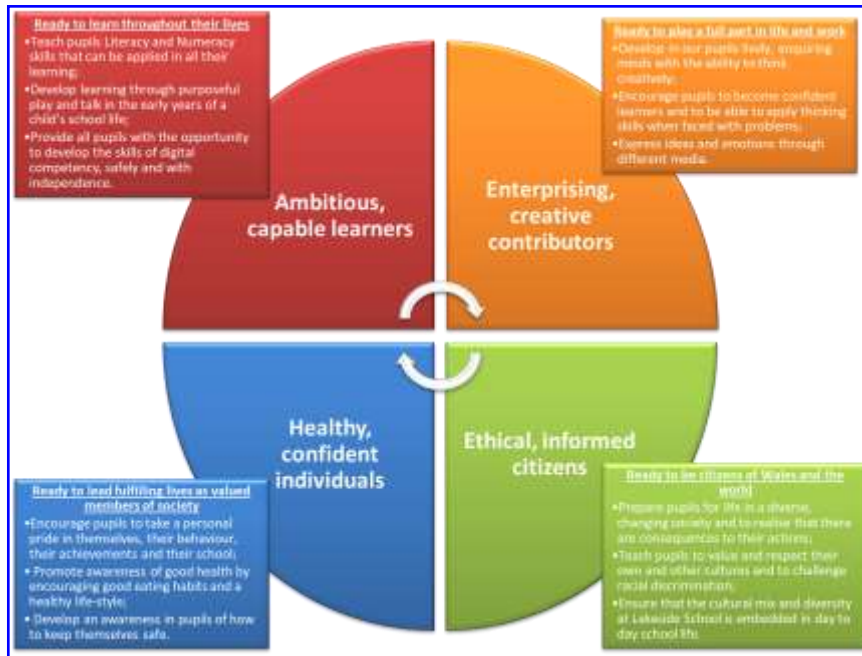 Ready to learn throughout their lives
•Teach pupils Literacy and Numeracy
skills that can be applied in all their
learning;
•Develop learning through purposeful
play and talk in the early years of a
child's school life;
•Provide all pupils with the opportunity
to develop the skills of digital
competency, safely and with
independence.
Ready to play a full part in life and work
•Develop in our pupils lively, enquiring
minds with the ability to think
creatively;
•Encourage pupils to become confident
learners and to be able to apply thinking
skills when faced with problems;
•Express ideas and emotions through
different media.
Ambitious,
capable learners
Enterprising,
creative
contributors
Healthy,
confident
individuals
Ethical, informed
citizens
Ready to lead fulfilling lives as valued
members of society
•Encourage pupils to take a personal
pride in themselves, their behaviour,
their achievements and their school;
• Promote awareness of good health by
encouraging good eating habits and a
healthy life-style;
• Develop an awareness in pupils of how
to keep themselves safe.
Ready to be citizens of Wales and the
world
•Prepare pupils for life in a diverse,
changing society and to realise that there
are consequences to their actions;
•Teach pupils to value and respect their
own and other cultures and to challenge
racial discrimination;
•Ensure that the cultural mix and diversity
at Lakeside School is embedded in day to
day school life.